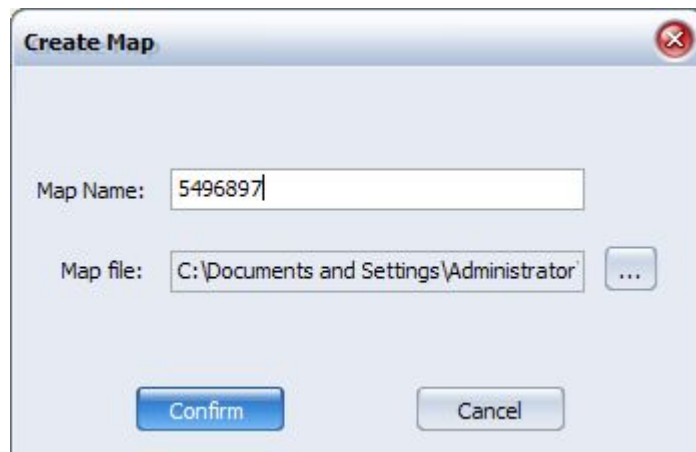 Create Map
Map Name: 5496897
Map file: C:\Documents and Settings\Administrator\ ...
Confirm Cancel